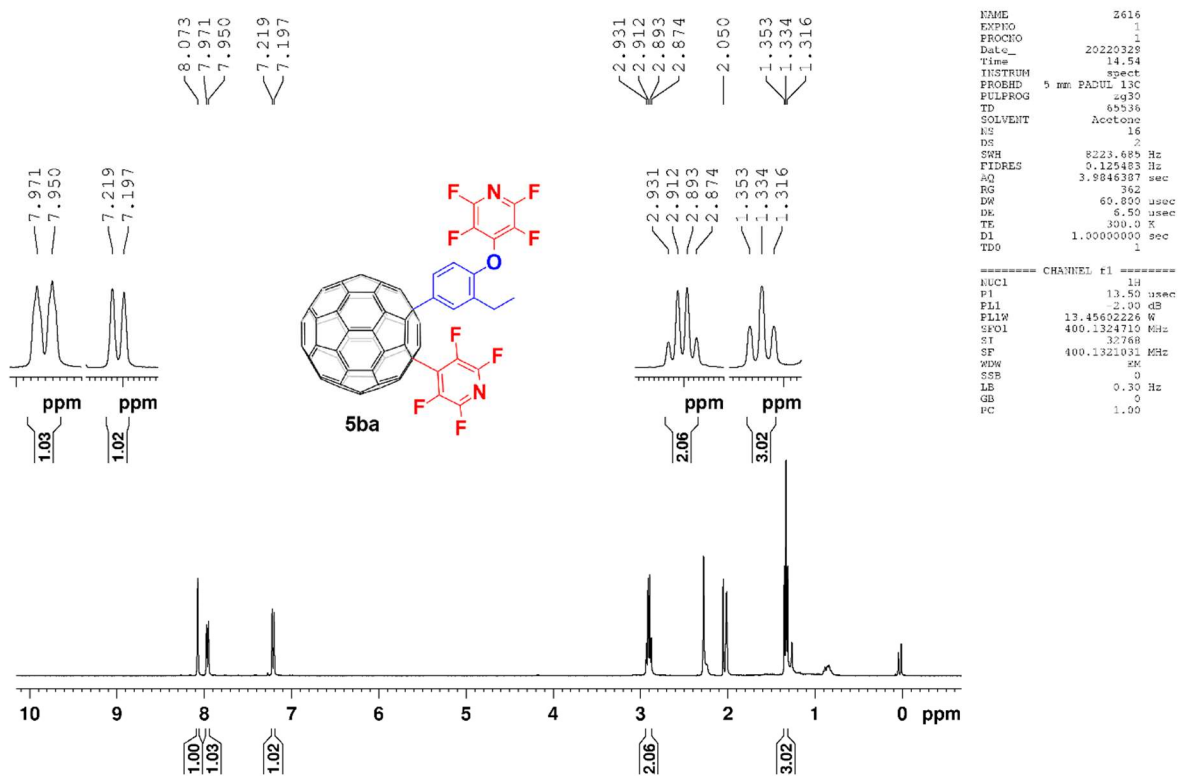 8.073
7.971
7.950
7.219
7.197
2.931
2.912
2.893
2.874
2.050
1.353
1.334
1.316
NAME Z616
EXPNO 1
PROCNO 1
Date_ 20220329
Time 14.54
INSTRUM spect
PROBHD 5 mm PADUL 13C
PULPROG zg30
TD 65536
SOLVENT Acetone
NS 16
DS 2
SWH 8223.685 Hz
FIDRES 0.125483 Hz
AQ 3.9846387 sec
RG 362
DW 60.800 usec
DE 6.50 usec
TE 300.0 K
D1 1.00000000 sec
TD0 1
======== CHANNEL f1 ========
NUC1 1H
P1 13.50 usec
PL1 -2.00 dB
PL1W 13.45602226 W
SFO1 400.1324710 MHz
SI 32768
SF 400.1321031 MHz
WDW EM
SSB 0
LB 0.30 Hz
GB 0
PC 1.00
7.971
7.950
7.219
7.197
2.931
2.912
2.893
2.874
1.353
1.334
1.316
F N F
F F
O
F
F
N
F
F
5ba
ppm ppm ppm ppm
1.03 1.02 2.06 3.02
10 9 8 7 6 5 4 3 2 1 0 ppm
1.00 1.03 1.02 2.06 3.02